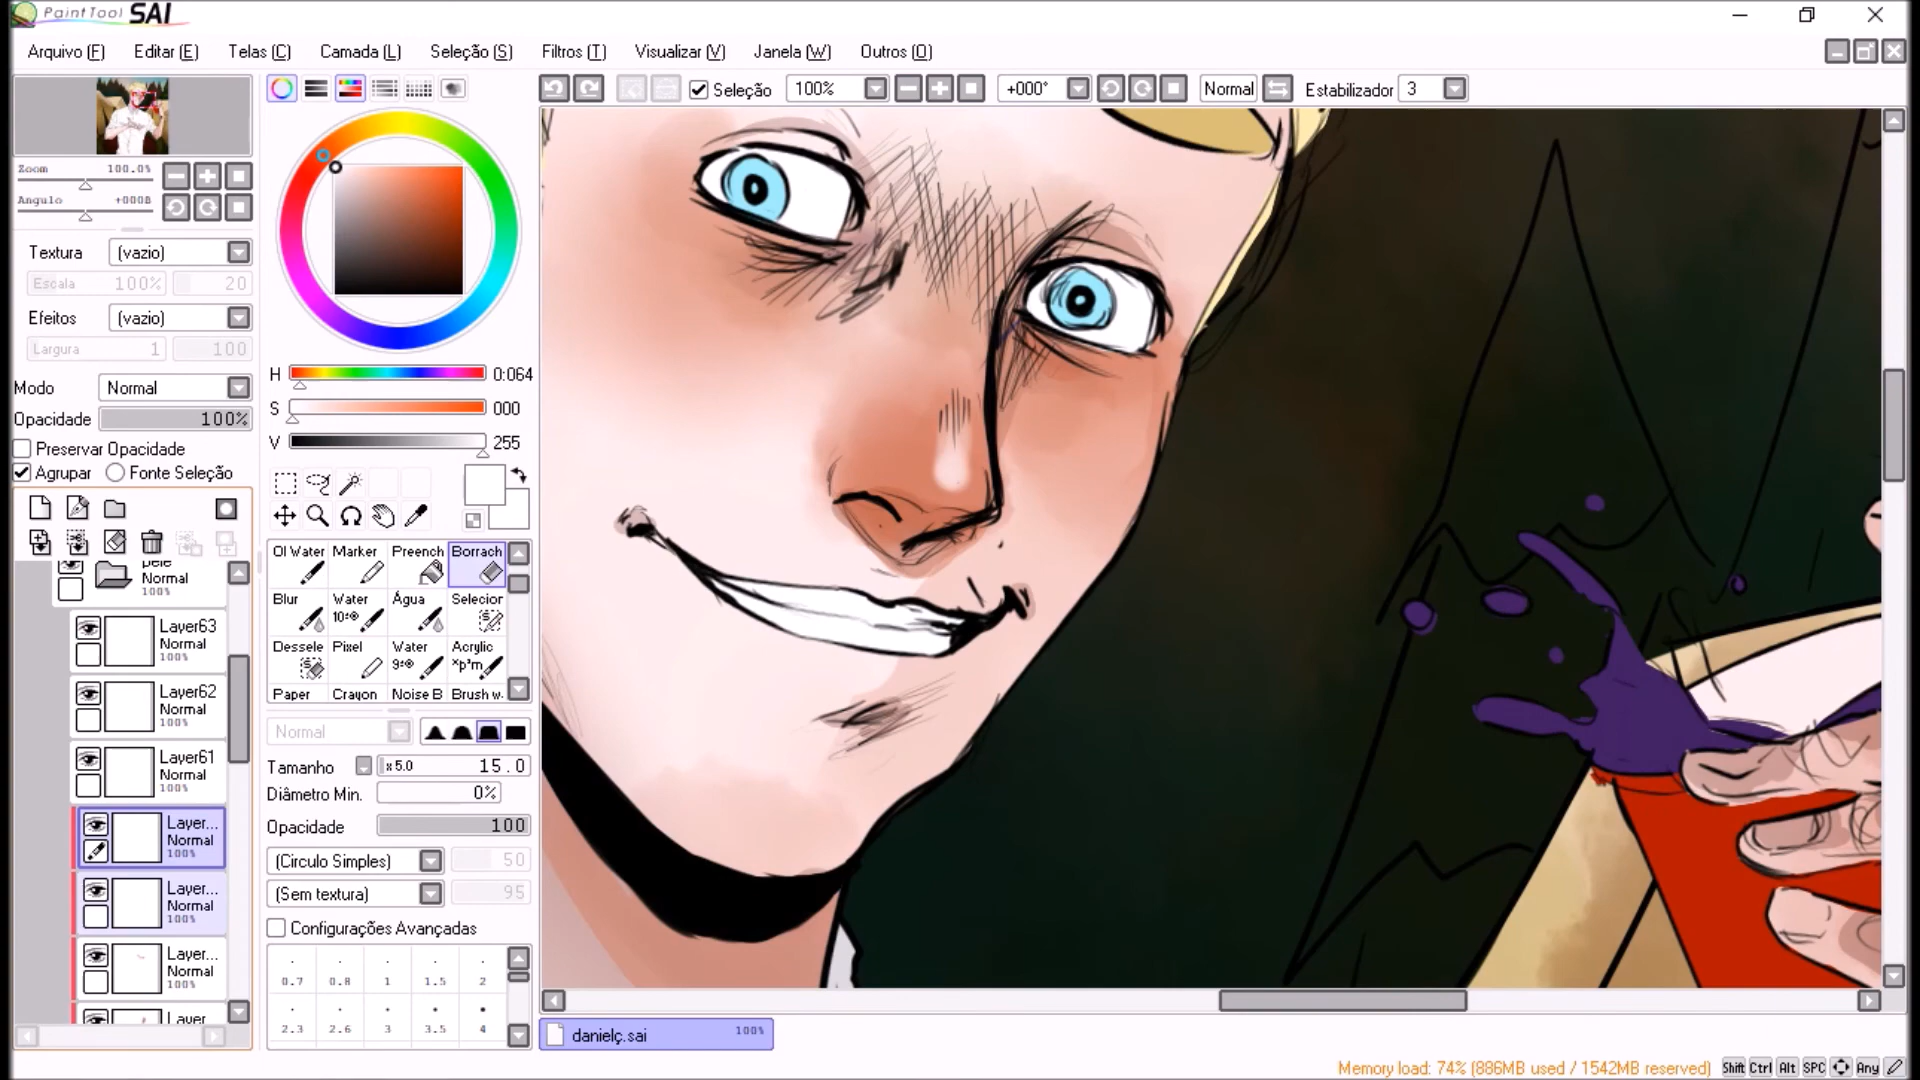 PaintTool SAI
Arquivo (F) Editar (E) Telas (C) Camada (L) Seleção (S) Filtros (T) Visualizar (V) Janela (W) Outros (O)
Seleção 100% +000° Normal Estabilizador 3
Zoom 100.0%
Angulo +000θ
Textura (vazio)
Escala 100% 20
Efeitos (vazio)
Largura 1 100
Modo Normal
Opacidade 100%
Preservar Opacidade
Agrupar Fonte Seleção
pele
Normal
100%
Layer63
Normal
100%
Layer62
Normal
100%
Layer61
Normal
100%
Layer...
Normal
100%
Layer...
Normal
100%
Layer...
Normal
100%
Layer
H 0:064
S 000
V 255
Ol Water Marker Preench Borrach
Blur Water Água Selecior
10:
Dessele Pixel Water Acrylic
9:
Paper Crayon Noise B Brush w.
Normal
Tamanho x 5.0 15.0
Diâmetro Min. 0%
Opacidade 100
(Circulo Simples) 50
(Sem textura) 95
Configurações Avançadas
0.7 0.8 1 1.5 2
2.3 2.6 3 3.5 4
danielç.sai 100%
Memory load: 74% (886MB used / 1542MB reserved) Shift Ctrl Alt SPC Any